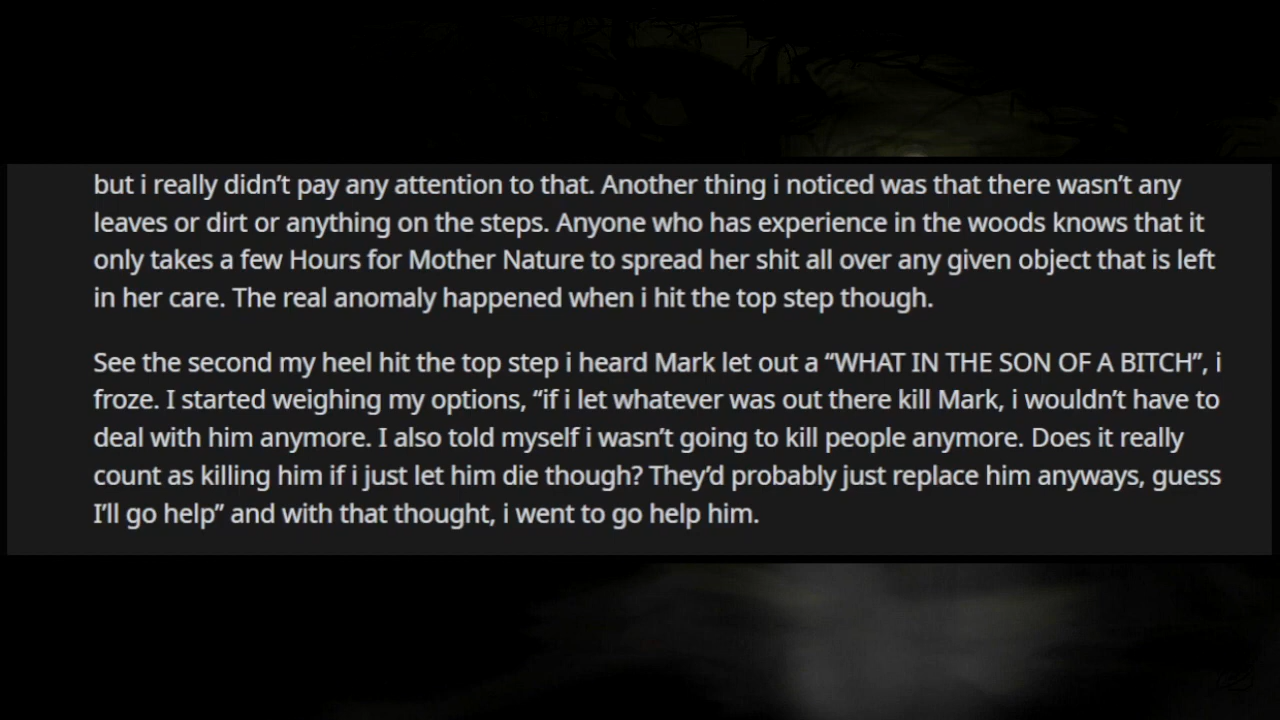 but i really didn’t pay any attention to that. Another thing i noticed was that there wasn’t any
leaves or dirt or anything on the steps. Anyone who has experience in the woods knows that it
only takes a few Hours for Mother Nature to spread her shit all over any given object that is left
in her care. The real anomaly happened when i hit the top step though.
See the second my heel hit the top step i heard Mark let out a “WHAT IN THE SON OF A BITCH”, i
froze. I started weighing my options, “if i let whatever was out there kill Mark, i wouldn’t have to
deal with him anymore. I also told myself i wasn’t going to kill people anymore. Does it really
count as killing him if i just let him die though? They’d probably just replace him anyways, guess
I’ll go help” and with that thought, i went to go help him.